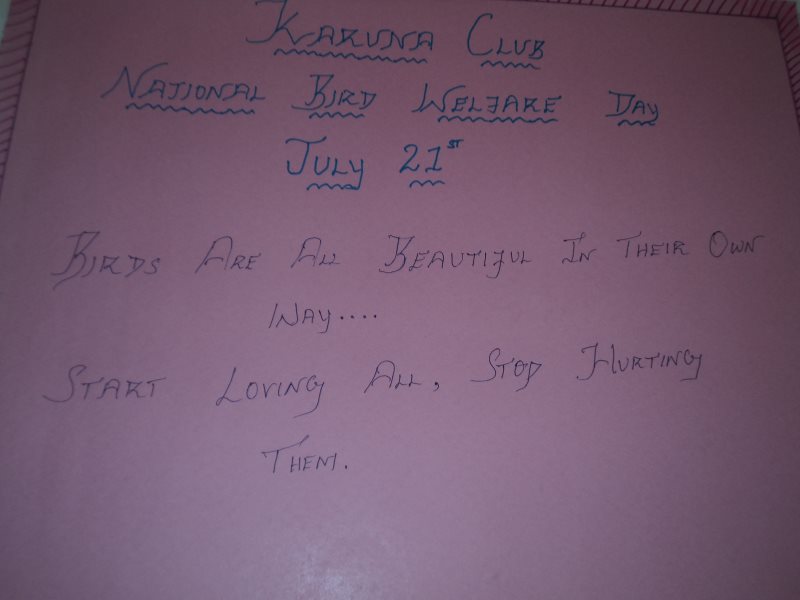 KARUNA CLUB
NATIONAL BIRD WELFARE DAY
JULY 21ST
BIRDS ARE ALL BEAUTIFUL IN THEIR OWN
WAY....
START LOVING ALL, STOP HURTING
THEM.